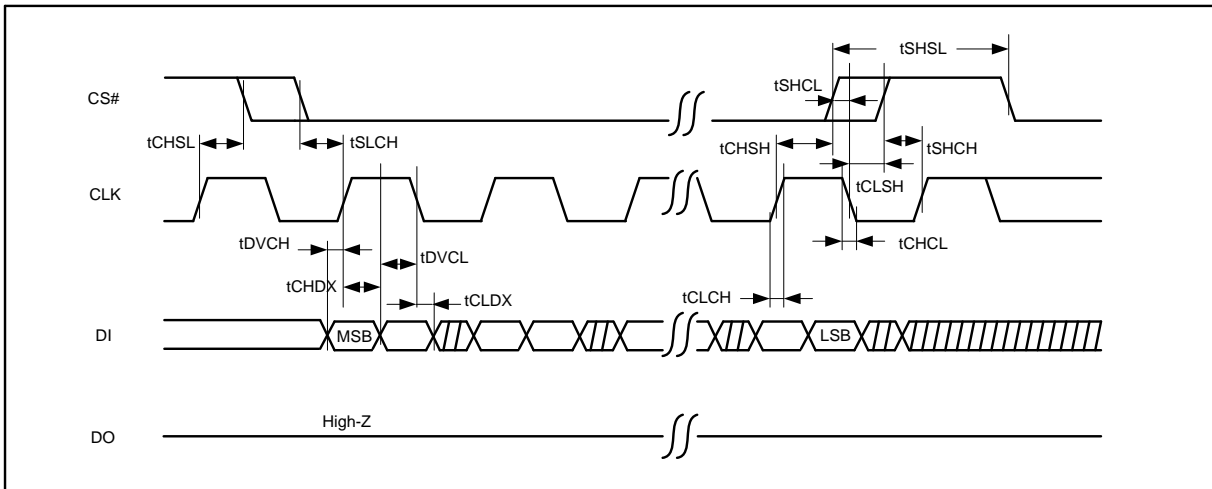 tSHSL
tSHCL
CS#
tCHSL
tSLCH
tCHSH
tSHCH
tCLSH
CLK
tDVCH
tDVCL
tCHCL
tCHDX
tCLDX
tCLCH
DI
MSB
LSB
High-Z
DO